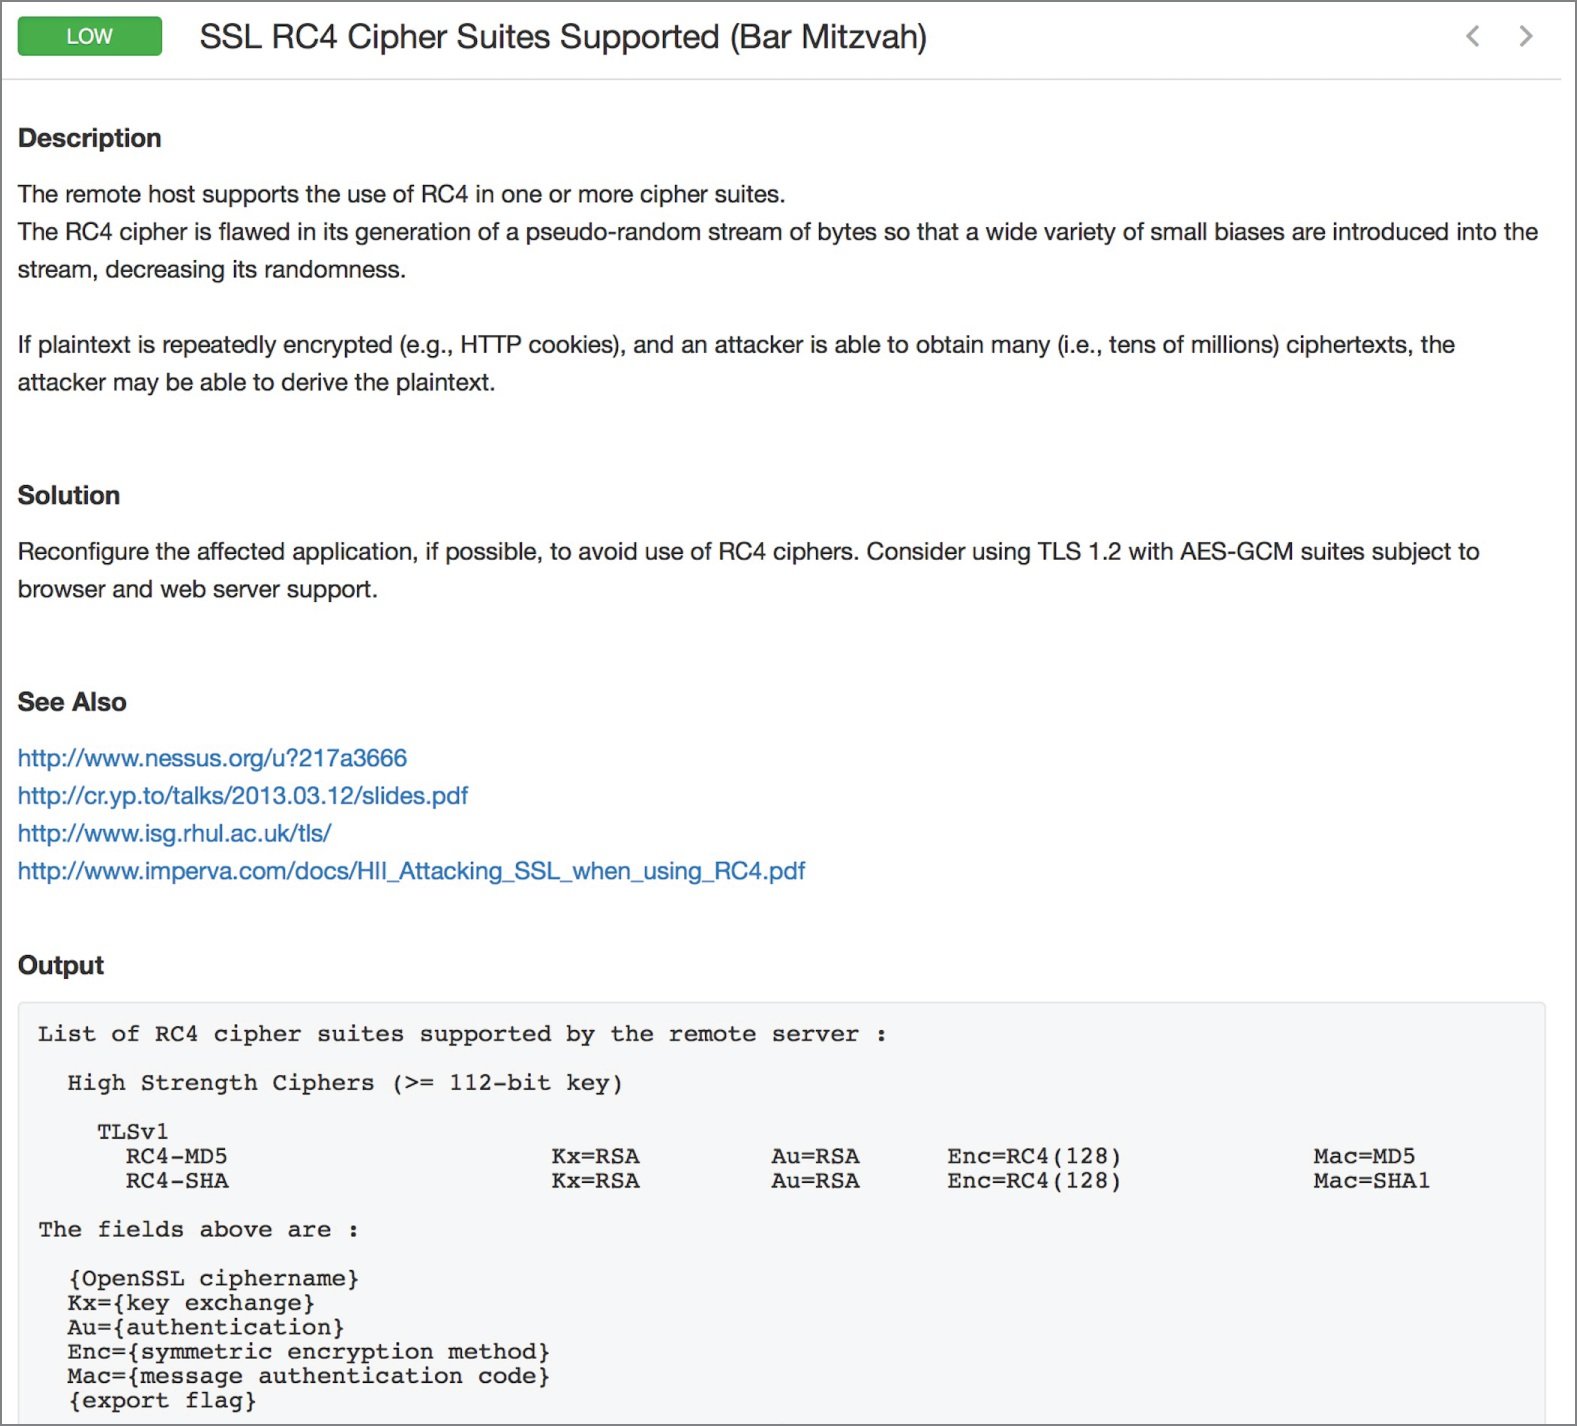 LOW
SSL RC4 Cipher Suites Supported (Bar Mitzvah)
Description
The remote host supports the use of RC4 in one or more cipher suites.
The RC4 cipher is flawed in its generation of a pseudo-random stream of bytes so that a wide variety of small biases are introduced into the
stream, decreasing its randomness.
If plaintext is repeatedly encrypted (e.g., HTTP cookies), and an attacker is able to obtain many (i.e., tens of millions) ciphertexts, the
attacker may be able to derive the plaintext.
Solution
Reconfigure the affected application, if possible, to avoid use of RC4 ciphers. Consider using TLS 1.2 with AES-GCM suites subject to
browser and web server support.
See Also
http://www.nessus.org/u?217a3666
http://cr.yp.to/talks/2013.03.12/slides.pdf
http://www.isg.rhul.ac.uk/tls/
http://www.imperva.com/docs/HII_Attacking_SSL_when_using_RC4.pdf
Output
List of RC4 cipher suites supported by the remote server :
High Strength Ciphers (>= 112-bit key)
TLSv1
RC4-MD5 Kx=RSA Au=RSA Enc=RC4(128) Mac=MD5
RC4-SHA Kx=RSA Au=RSA Enc=RC4(128) Mac=SHA1
The fields above are :
{OpenSSL ciphername}
Kx={key exchange}
Au={authentication}
Enc={symmetric encryption method}
Mac={message authentication code}
{export flag}